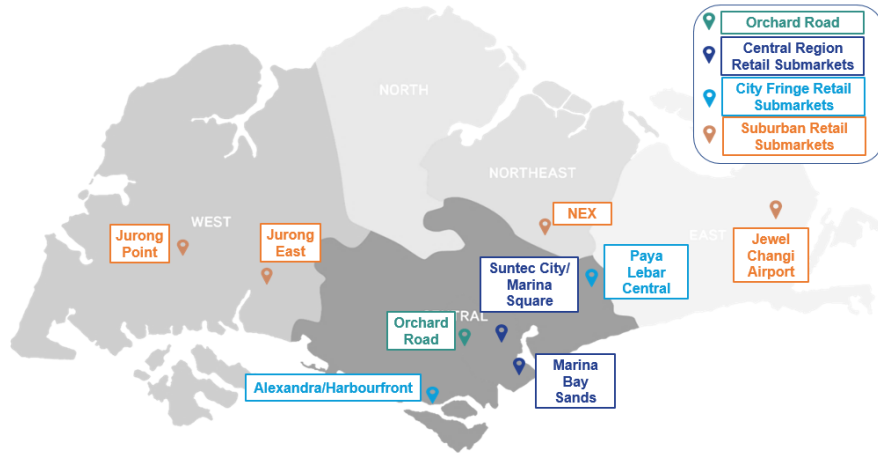 Orchard Road
Central Region
Retail Submarkets
City Fringe Retail
Submarkets
Suburban Retail
Submarkets
NORTH
NORTHEAST
WEST
EAST
CENTRAL
Jurong
Point
Jurong
East
NEX
Jewel
Changi
Airport
Suntec City/
Marina
Square
Paya
Lebar
Central
Orchard
Road
Marina
Bay
Sands
Alexandra/Harbourfront